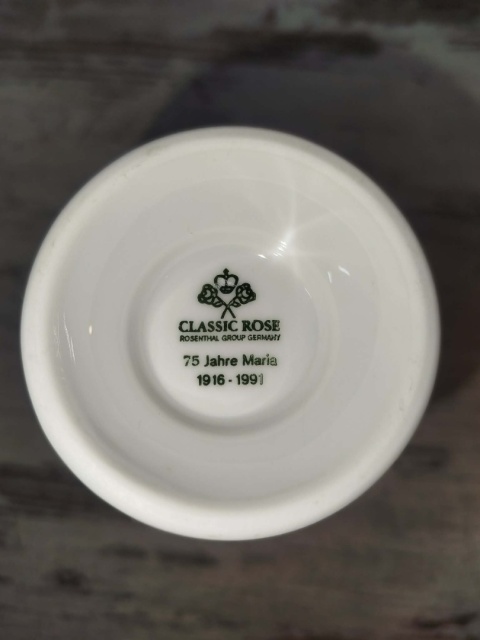 CLASSIC ROSE
ROSENTHAL GROUP GERMANY
75 Jahre Maria
1916 - 1991